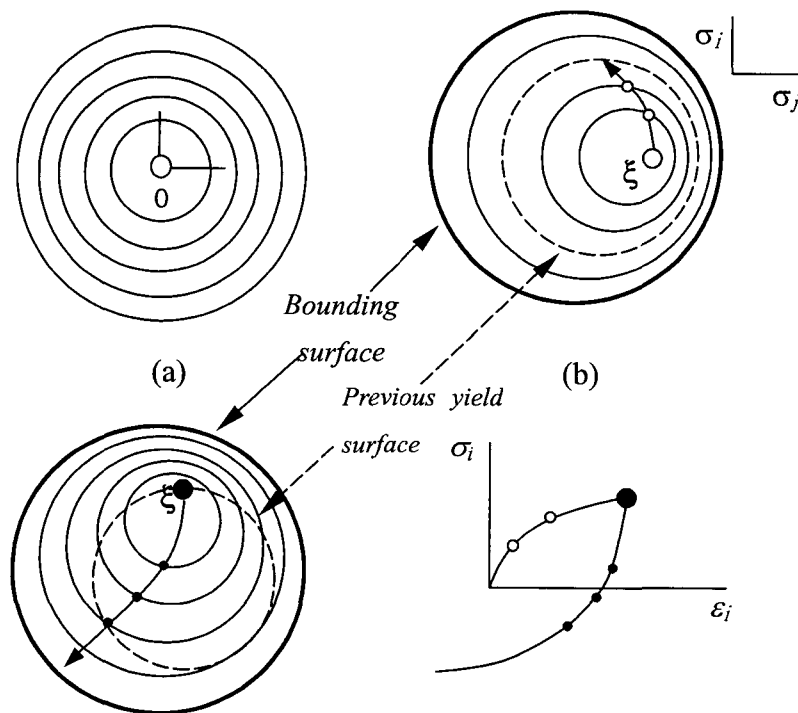 0
σi
σj
ξ
Bounding
surface
(a)
(b)
Previous yield
surface
ξ
σi
εi